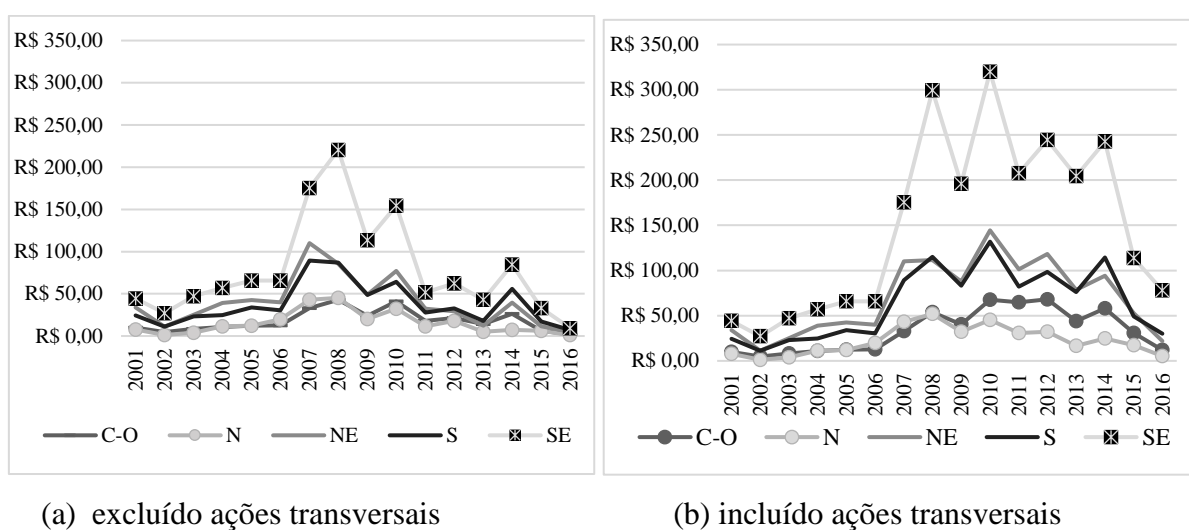 R$ 350,00
R$ 300,00
R$ 250,00
R$ 200,00
R$ 150,00
R$ 100,00
R$ 50,00
R$ 0,00
2001 2002 2003 2004 2005 2006 2007 2008 2009 2010 2011 2012 2013 2014 2015 2016
C-O N NE S SE
(a) excluído ações transversais
R$ 350,00
R$ 300,00
R$ 250,00
R$ 200,00
R$ 150,00
R$ 100,00
R$ 50,00
R$ 0,00
2001 2002 2003 2004 2005 2006 2007 2008 2009 2010 2011 2012 2013 2014 2015 2016
C-O N NE S SE
(b) incluído ações transversais